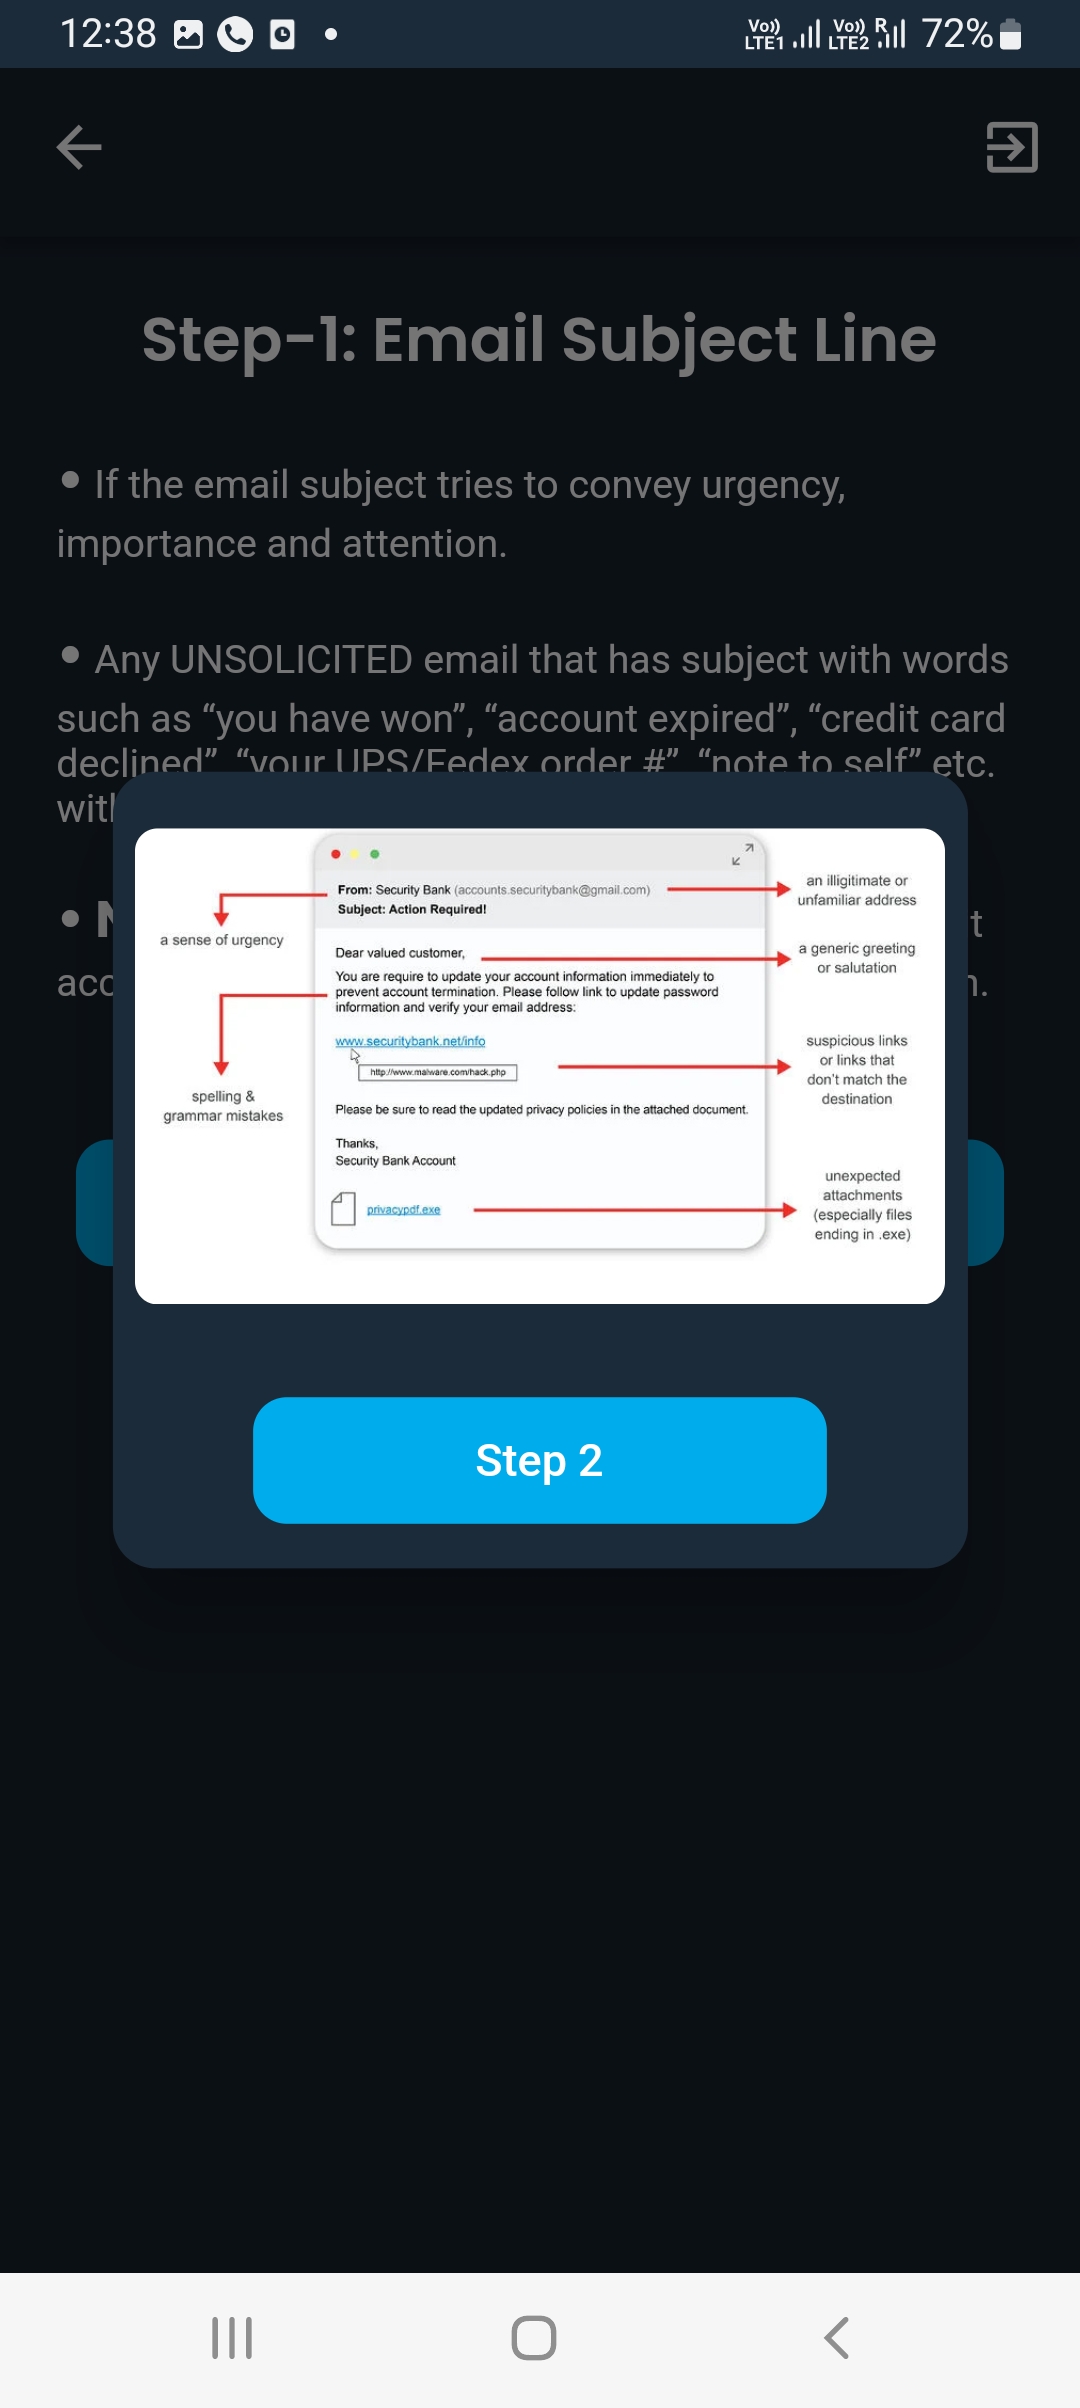 12:38
Vo)) LTE1 Vo)) LTE2 R 72%
Step-1: Email Subject Line
• If the email subject tries to convey urgency,
importance and attention.
• Any UNSOLICITED email that has subject with words
such as “you have won”, “account expired”, “credit card
declined”, “your UPS/Fedex order #”, “note to self” etc.
From: Security Bank (accounts.securitybank@gmail.com)
Subject: Action Required!
an illigitimate or
unfamiliar address
a sense of urgency
Dear valued customer,
a generic greeting
or salutation
You are require to update your account information immediately to
prevent account termination. Please follow link to update password
information and verify your email address:
www.securitybank.net/info
http://www.malware.com/hack.php
suspicious links
or links that
don't match the
destination
spelling &
grammar mistakes
Please be sure to read the updated privacy policies in the attached document.
Thanks,
Security Bank Account
privacypdf.exe
unexpected
attachments
(especially files
ending in .exe)
Step 2